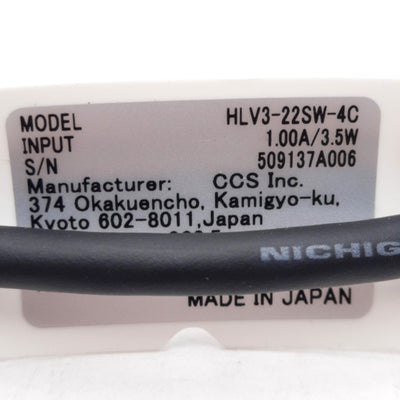 MODEL HLV3-22SW-4C
INPUT 1.00A/3.5W
S/N 509137A006
Manufacturer: CCS Inc.
374 Okakuencho, Kamigyo-ku,
Kyoto 602-8011,Japan
NICHIG
MADE IN JAPAN